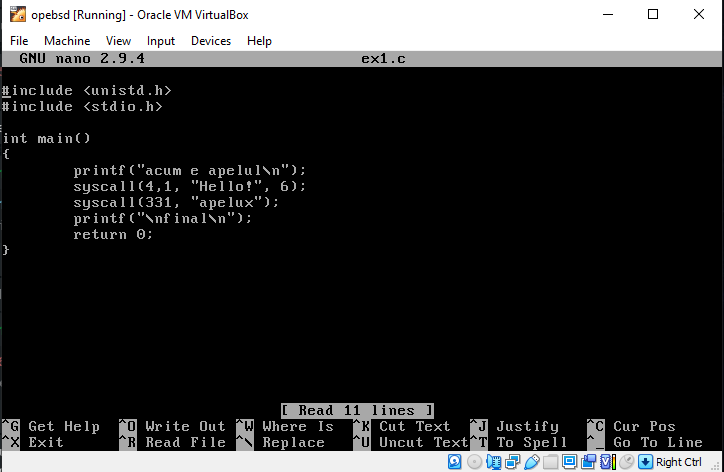 opebsd [Running] - Oracle VM VirtualBox
File Machine View Input Devices Help
GNU nano 2.9.4 ex1.c
#include <unistd.h>
#include <stdio.h>
int main()
{
printf("acum e apelul\n");
syscall(4,1, "Hello!", 6);
syscall(331, "apelux");
printf("\nfinal\n");
return 0;
}
[ Read 11 lines ]
^G Get Help ^O Write Out ^W Where Is ^K Cut Text ^J Justify ^C Cur Pos
^X Exit ^R Read File ^\ Replace ^U Uncut Text ^T To Spell ^_ Go To Line
Right Ctrl